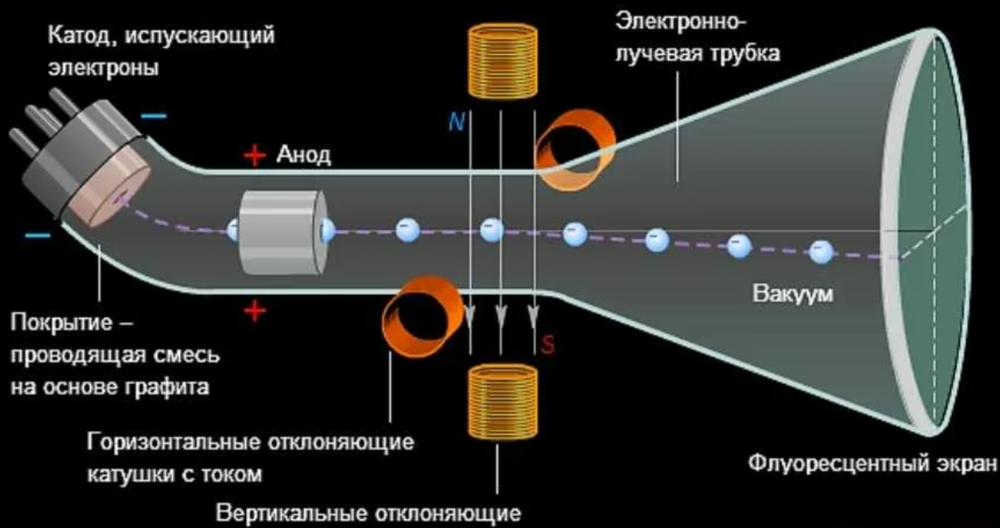 Катод, испускающий
электроны
Электронно-
лучевая трубка
N
+ Анод
−
−
+
S
Вакуум
Покрытие –
проводящая смесь
на основе графита
Горизонтальные отклоняющие
катушки с током
Флуоресцентный экран
Вертикальные отклоняющие